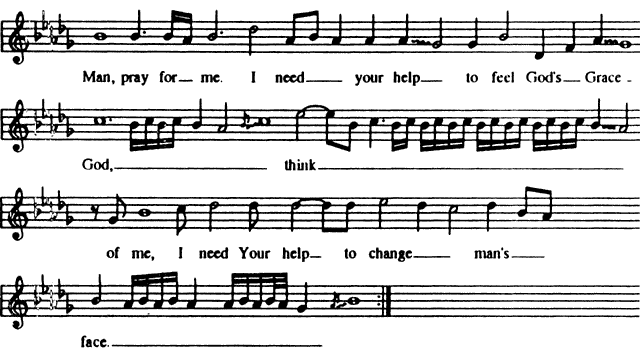 Man, pray for me. I need your help to feel God's Grace
God, think
of me, I need Your help to change man's
face.